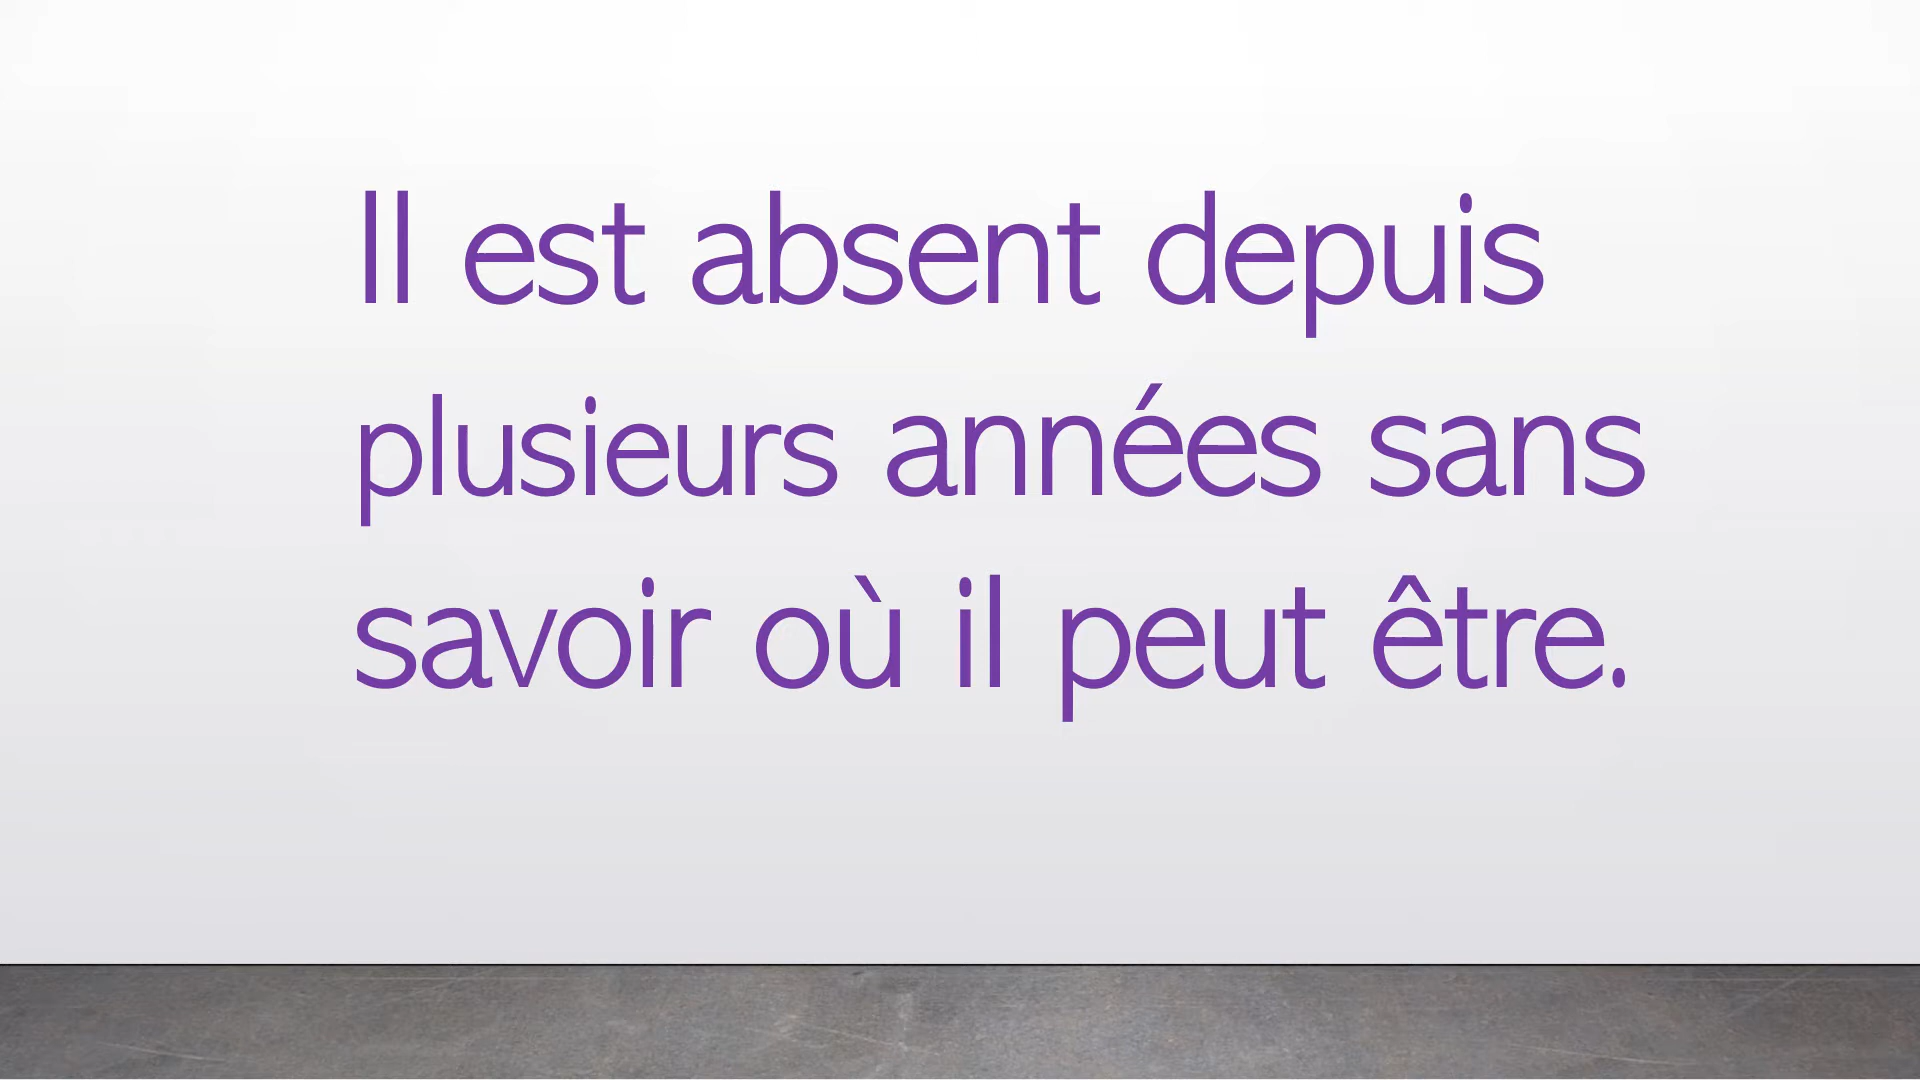 Il est absent depuis
plusieurs années sans
savoir où il peut être.